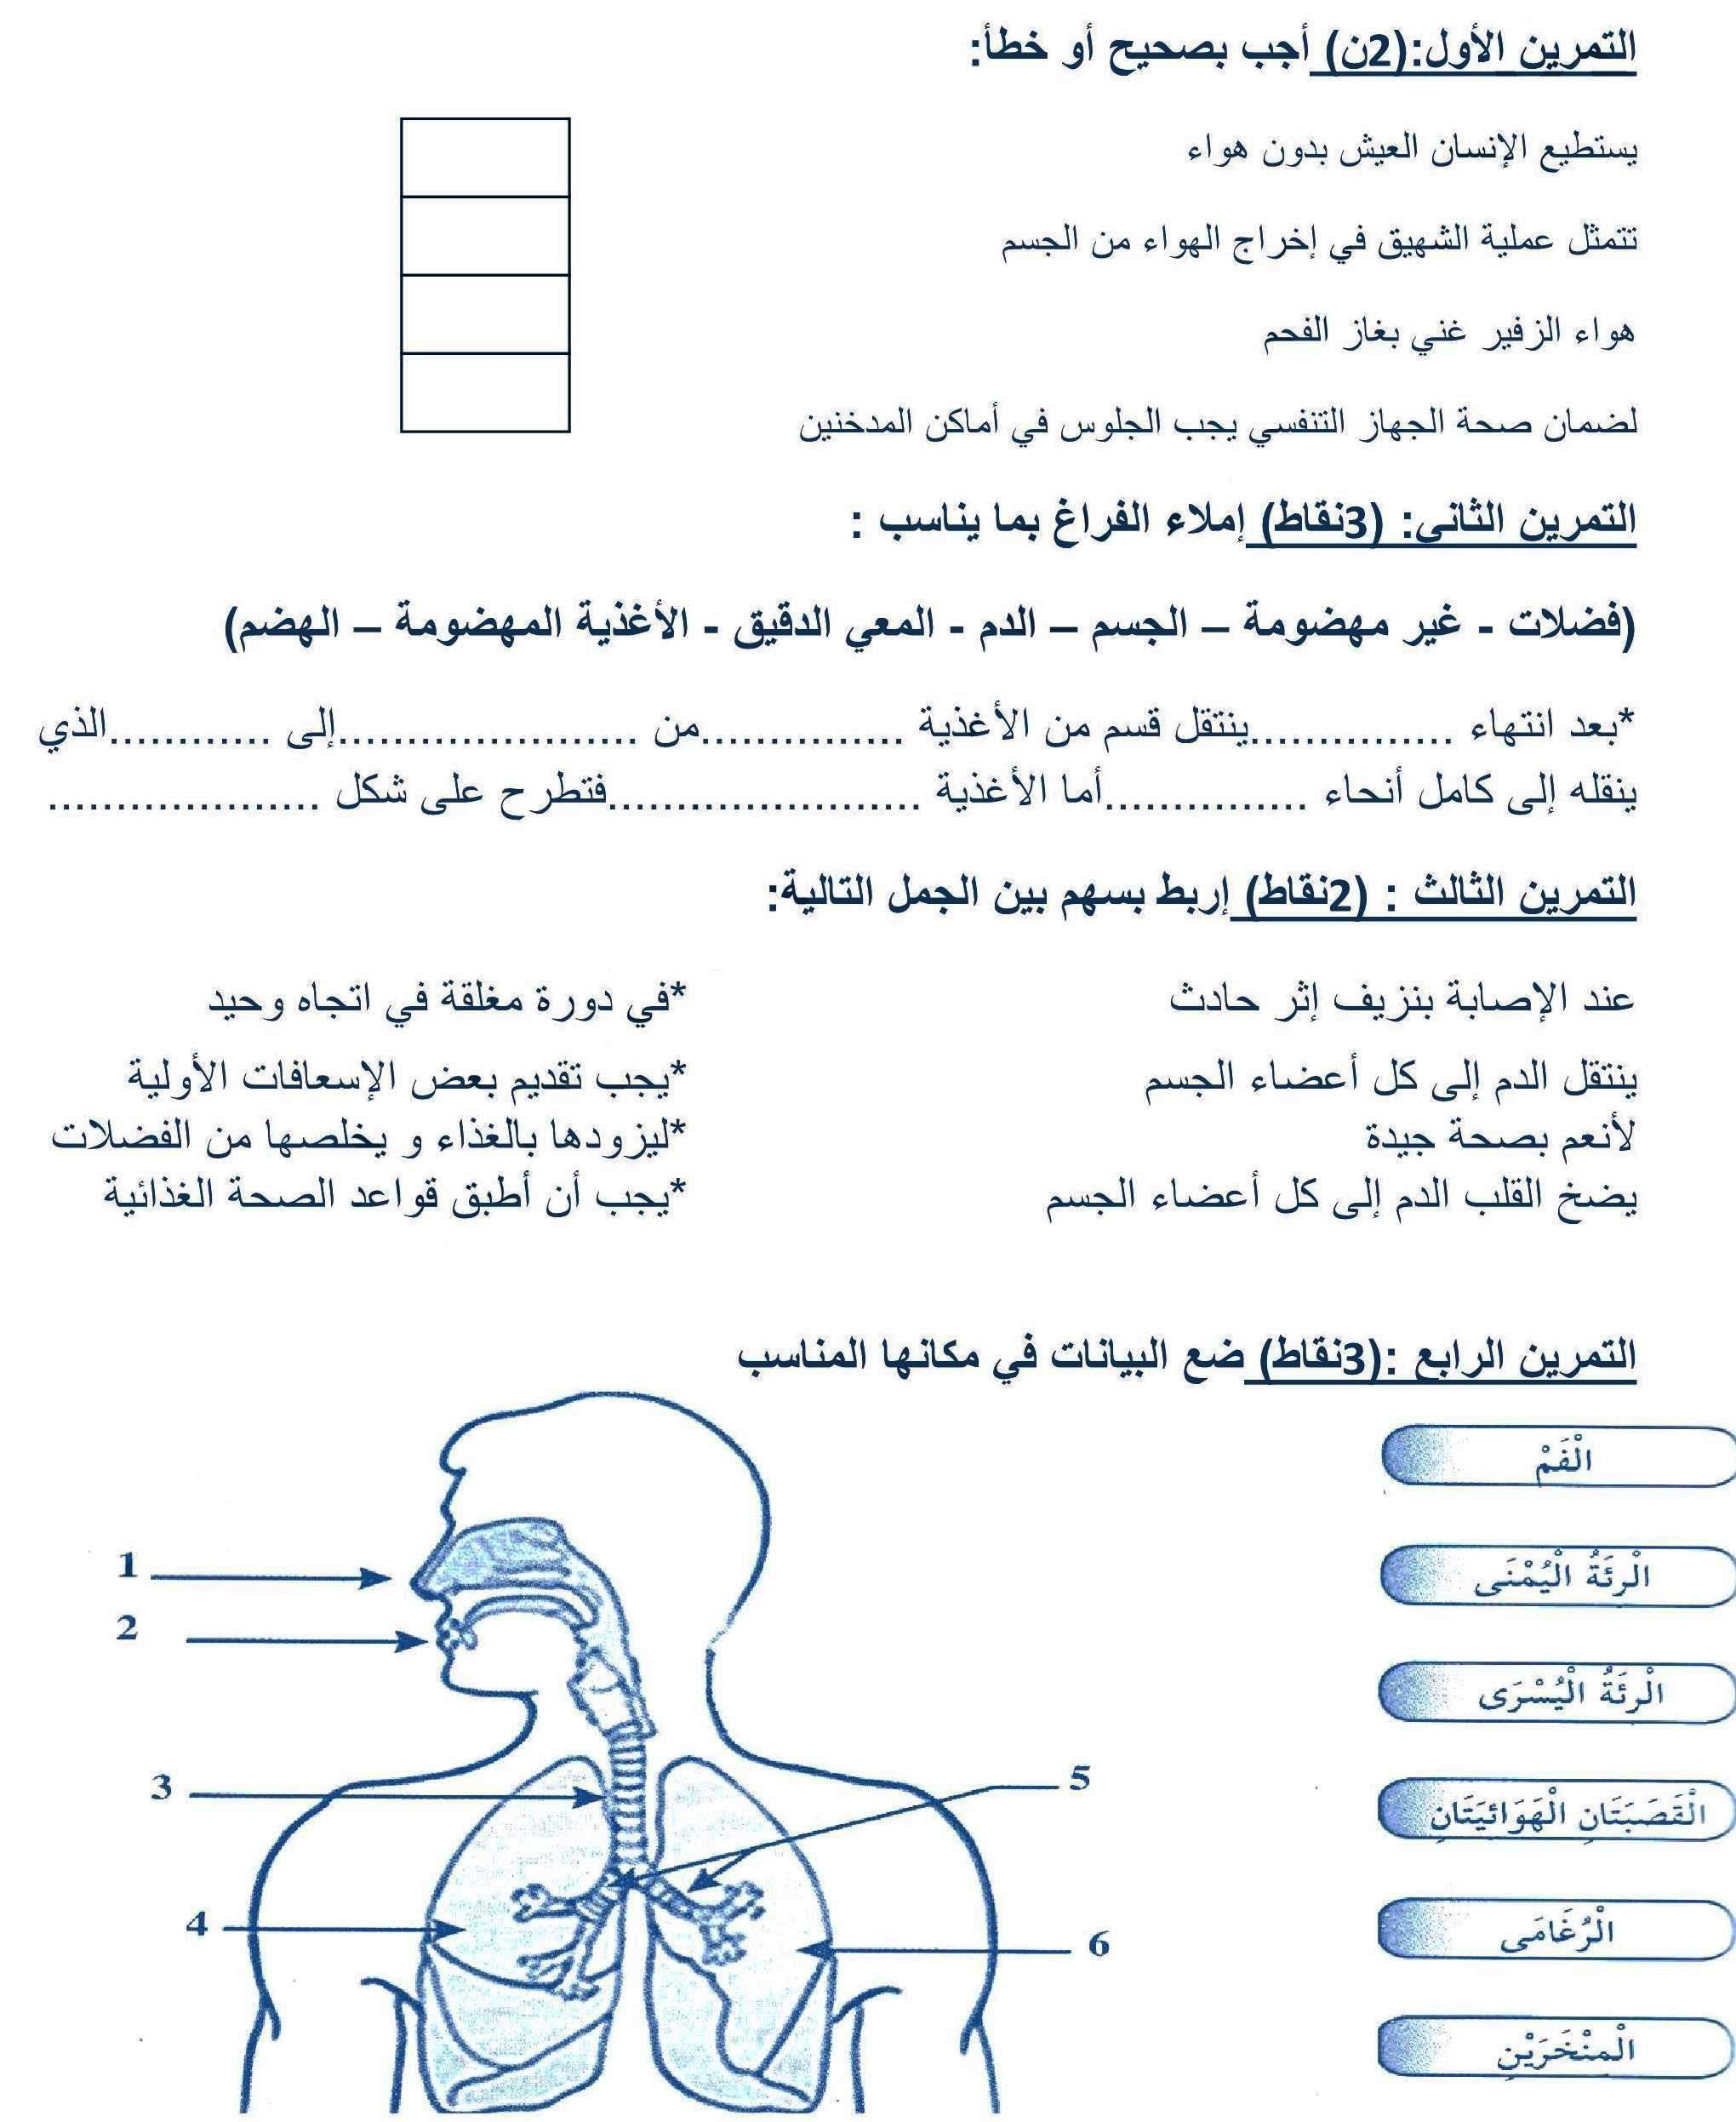 التمرين الأول:(2ن) أجب بصحيح أو خطأ:
يستطيع الإنسان العيش بدون هواء
تتمثل عملية الشهيق في إخراج الهواء من الجسم
هواء الزفير غني بغاز الفحم
لضمان صحة الجهاز التنفسي يجب الجلوس في أماكن المدخنين
التمرين الثاني: (3نقاط) إملاء الفراغ بما يناسب :
(فضلات - غير مهضومة – الجسم – الدم - المعي الدقيق - الأغذية المهضومة – الهضم)
*بعد انتهاء ...............ينتقل قسم من الأغذية ...............من ......................إلى ............الذي
ينقله إلى كامل أنحاء ...............أما الأغذية .......................فتطرح على شكل ....................
التمرين الثالث : (2نقاط) إربط بسهم بين الجمل التالية:
عند الإصابة بنزيف إثر حادث *في دورة مغلقة في اتجاه وحيد
ينتقل الدم إلى كل أعضاء الجسم *يجب تقديم بعض الإسعافات الأولية
لأنعم بصحة جيدة *ليزودها بالغذاء و يخلصها من الفضلات
يضخ القلب الدم إلى كل أعضاء الجسم *يجب أن أطبق قواعد الصحة الغذائية
التمرين الرابع :(3نقاط): ضع البيانات في مكانها المناسب
الْفَمْ
الْرِئَةُ الْيُمْنَى
الْرِئَةُ الْيُسْرَى
الْقَصَبَتَانِ الْهَوَائِيَتَانِ
الْرُغَامَى
الْمِنْخَرَيْنِ
1
2
3
4
5
6